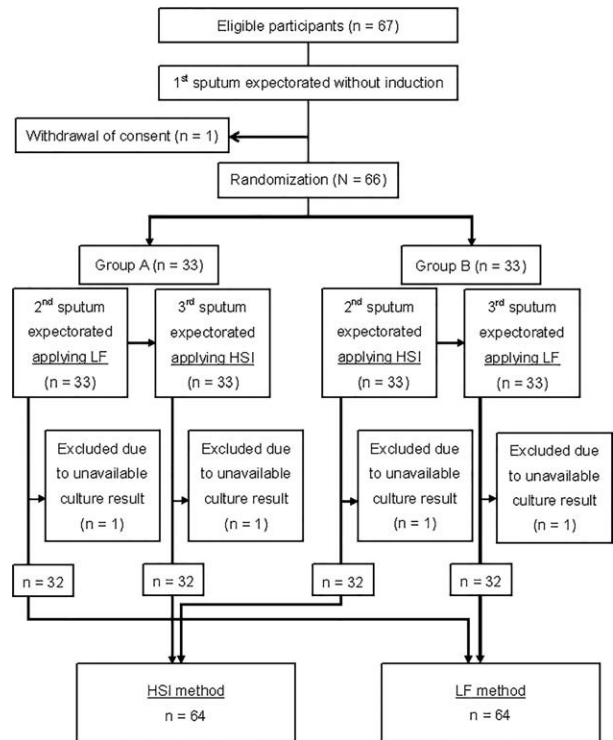 Eligible participants (n = 67)
1st sputum expectorated without induction
Withdrawal of consent (n = 1)
Randomization (N = 66)
Group A (n = 33)
Group B (n = 33)
2nd sputum
expectorated
applying LF
(n = 33)
3rd sputum
expectorated
applying HSI
(n = 33)
2nd sputum
expectorated
applying HSI
(n = 33)
3rd sputum
expectorated
applying LF
(n = 33)
Excluded due
to unavailable
culture result
(n = 1)
Excluded due
to unavailable
culture result
(n = 1)
Excluded due
to unavailable
culture result
(n = 1)
Excluded due
to unavailable
culture result
(n = 1)
n = 32
n = 32
n = 32
n = 32
HSI method
n = 64
LF method
n = 64